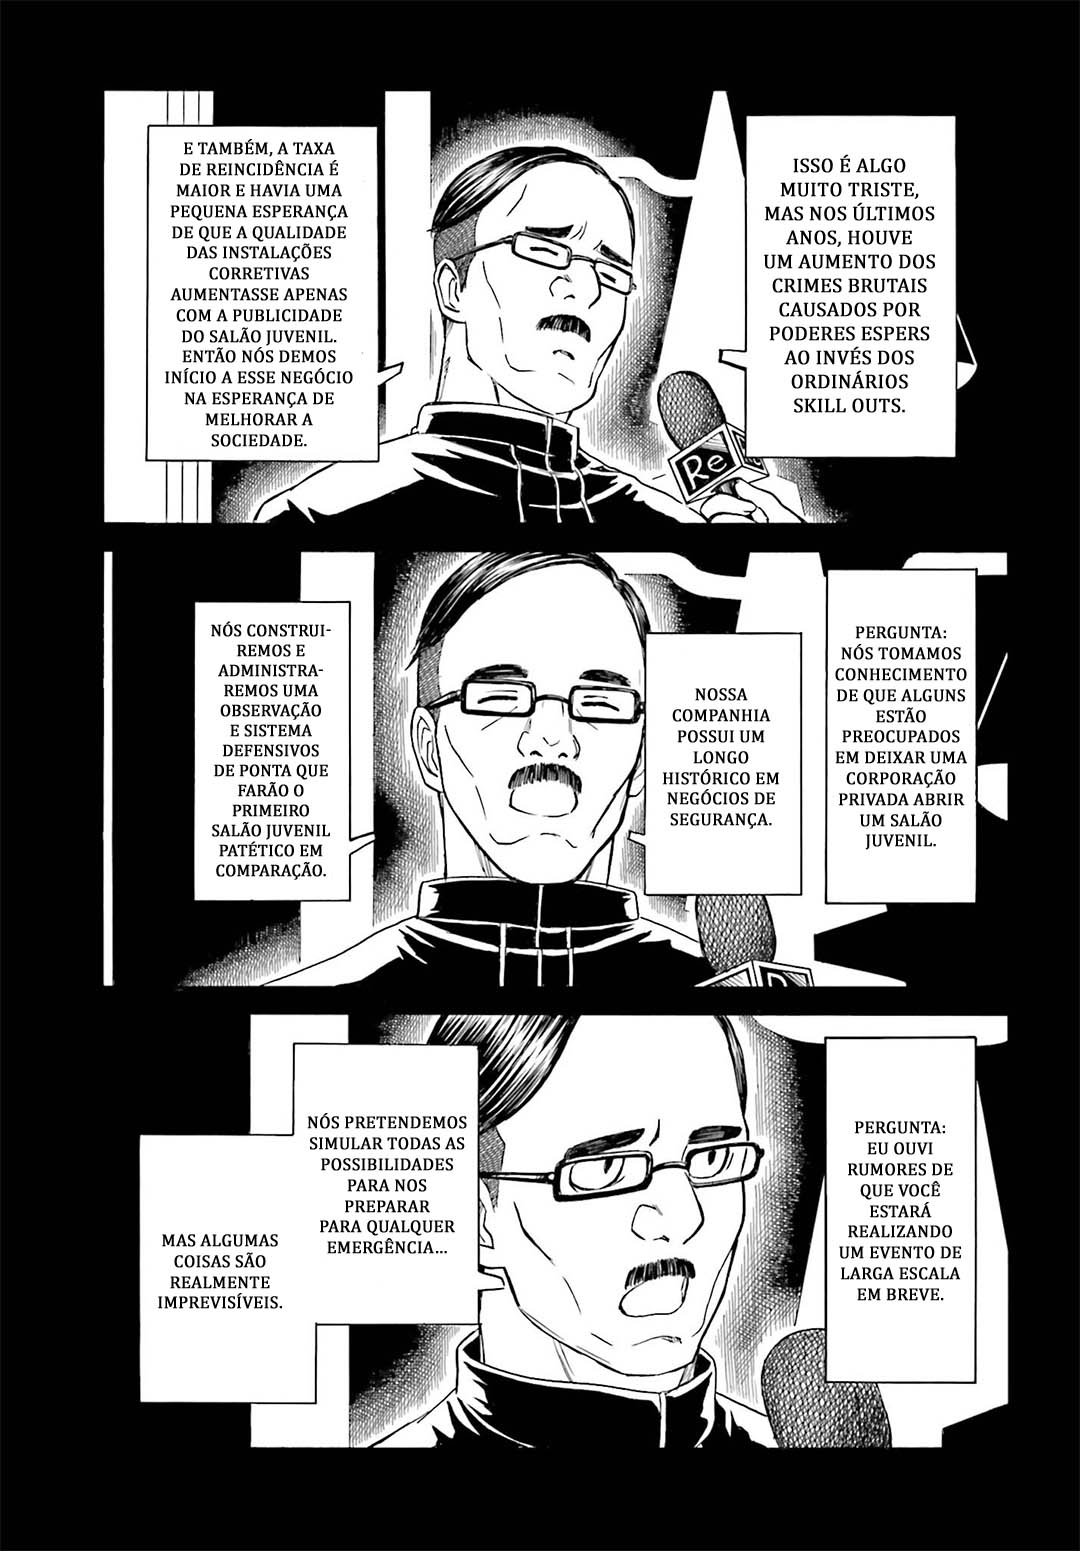 ISSO É ALGO
MUITO TRISTE,
MAS NOS ÚLTIMOS
ANOS, HOUVE
UM AUMENTO DOS
CRIMES BRUTAIS
CAUSADOS POR
PODERES ESPERS
AO INVÉS DOS
ORDINÁRIOS
SKILL OUTS.
E TAMBÉM, A TAXA
DE REINCIDÊNCIA É
MAIOR E HAVIA UMA
PEQUENA ESPERANÇA
DE QUE A QUALIDADE
DAS INSTALAÇÕES
CORRETIVAS
AUMENTASSE APENAS
COM A PUBLICIDADE
DO SALÃO JUVENIL.
ENTÃO NÓS DEMOS
INÍCIO A ESSE NEGÓCIO
NA ESPERANÇA DE
MELHORAR A
SOCIEDADE.
Re
PERGUNTA:
NÓS TOMAMOS
CONHECIMENTO
DE QUE ALGUNS
ESTÃO
PREOCUPADOS
EM DEIXAR UMA
CORPORAÇÃO
PRIVADA ABRIR
UM SALÃO
JUVENIL.
NOSSA
COMPANHIA
POSSUI UM
LONGO
HISTÓRICO EM
NEGÓCIOS DE
SEGURANÇA.
NÓS CONSTRUI-
REMOS E
ADMINISTRA-
REMOS UMA
OBSERVAÇÃO
E SISTEMA
DEFENSIVOS
DE PONTA QUE
FARÃO O
PRIMEIRO
SALÃO JUVENIL
PATÉTICO EM
COMPARAÇÃO.
PERGUNTA:
EU OUVI
RUMORES DE
QUE VOCÊ
ESTARÁ
REALIZANDO
UM EVENTO DE
LARGA ESCALA
EM BREVE.
NÓS PRETENDEMOS
SIMULAR TODAS AS
POSSIBILIDADES
PARA NOS
PREPARAR
PARA QUALQUER
EMERGÊNCIA...
MAS ALGUMAS
COISAS SÃO
REALMENTE
IMPREVISÍVEIS.